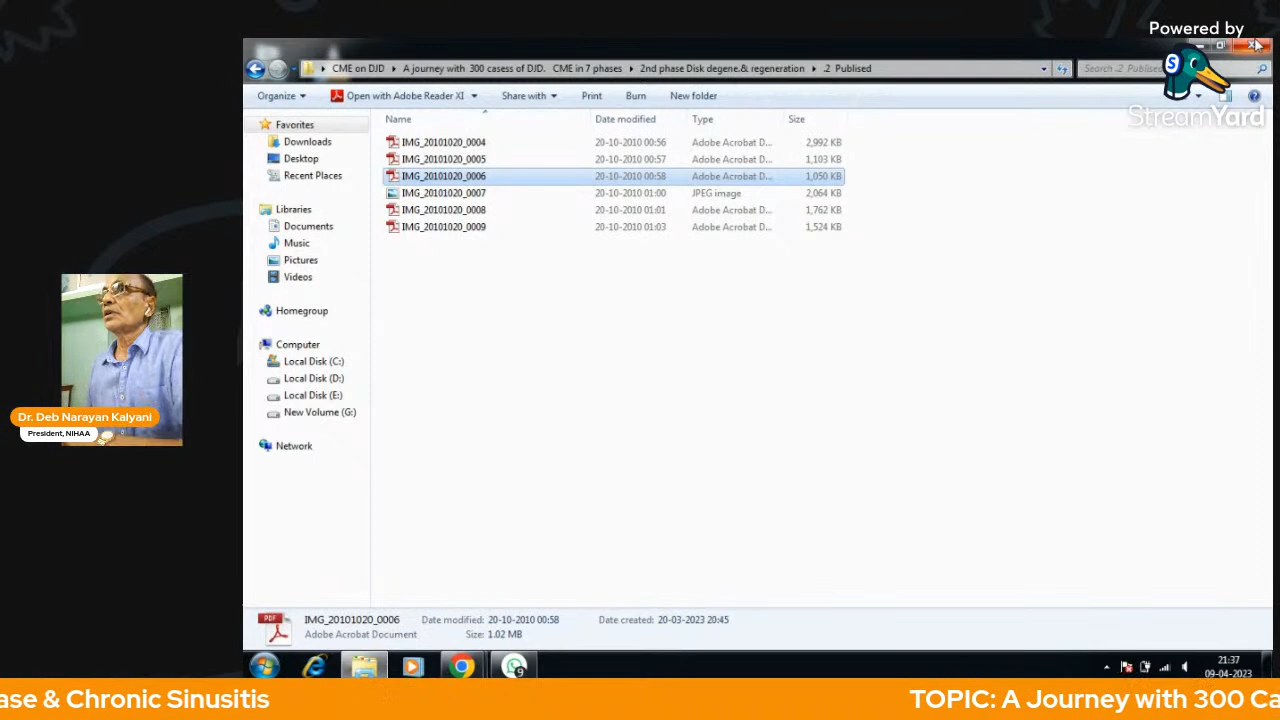 Powered by
StreamYard
CME on DJD
A journey with 300 casess of DJD. CME in 7 phases
2nd phase Disk degene.& regeneration
.2 Publised
Search .2 Publised
Organize
Open with Adobe Reader XI
Share with
Print
Burn
New folder
Name
Date modified
Type
Size
Favorites
Downloads
Desktop
Recent Places
Libraries
Documents
Music
Pictures
Videos
Homegroup
Computer
Local Disk (C:)
Local Disk (D:)
Local Disk (E:)
New Volume (G:)
Network
IMG_20101020_0004 20-10-2010 00:56 Adobe Acrobat D... 2,992 KB
IMG_20101020_0005 20-10-2010 00:57 Adobe Acrobat D... 1,103 KB
IMG_20101020_0006 20-10-2010 00:58 Adobe Acrobat D... 1,050 KB
IMG_20101020_0007 20-10-2010 01:00 JPEG image 2,064 KB
IMG_20101020_0008 20-10-2010 01:01 Adobe Acrobat D... 1,762 KB
IMG_20101020_0009 20-10-2010 01:03 Adobe Acrobat D... 1,524 KB
Dr. Deb Narayan Kalyani
President, NIHAA
PDF
IMG_20101020_0006 Date modified: 20-10-2010 00:58 Date created: 20-03-2023 20:45
Adobe Acrobat Document Size: 1.02 MB
9
21:37
09-04-2023
ase & Chronic Sinusitis
TOPIC: A Journey with 300 Ca